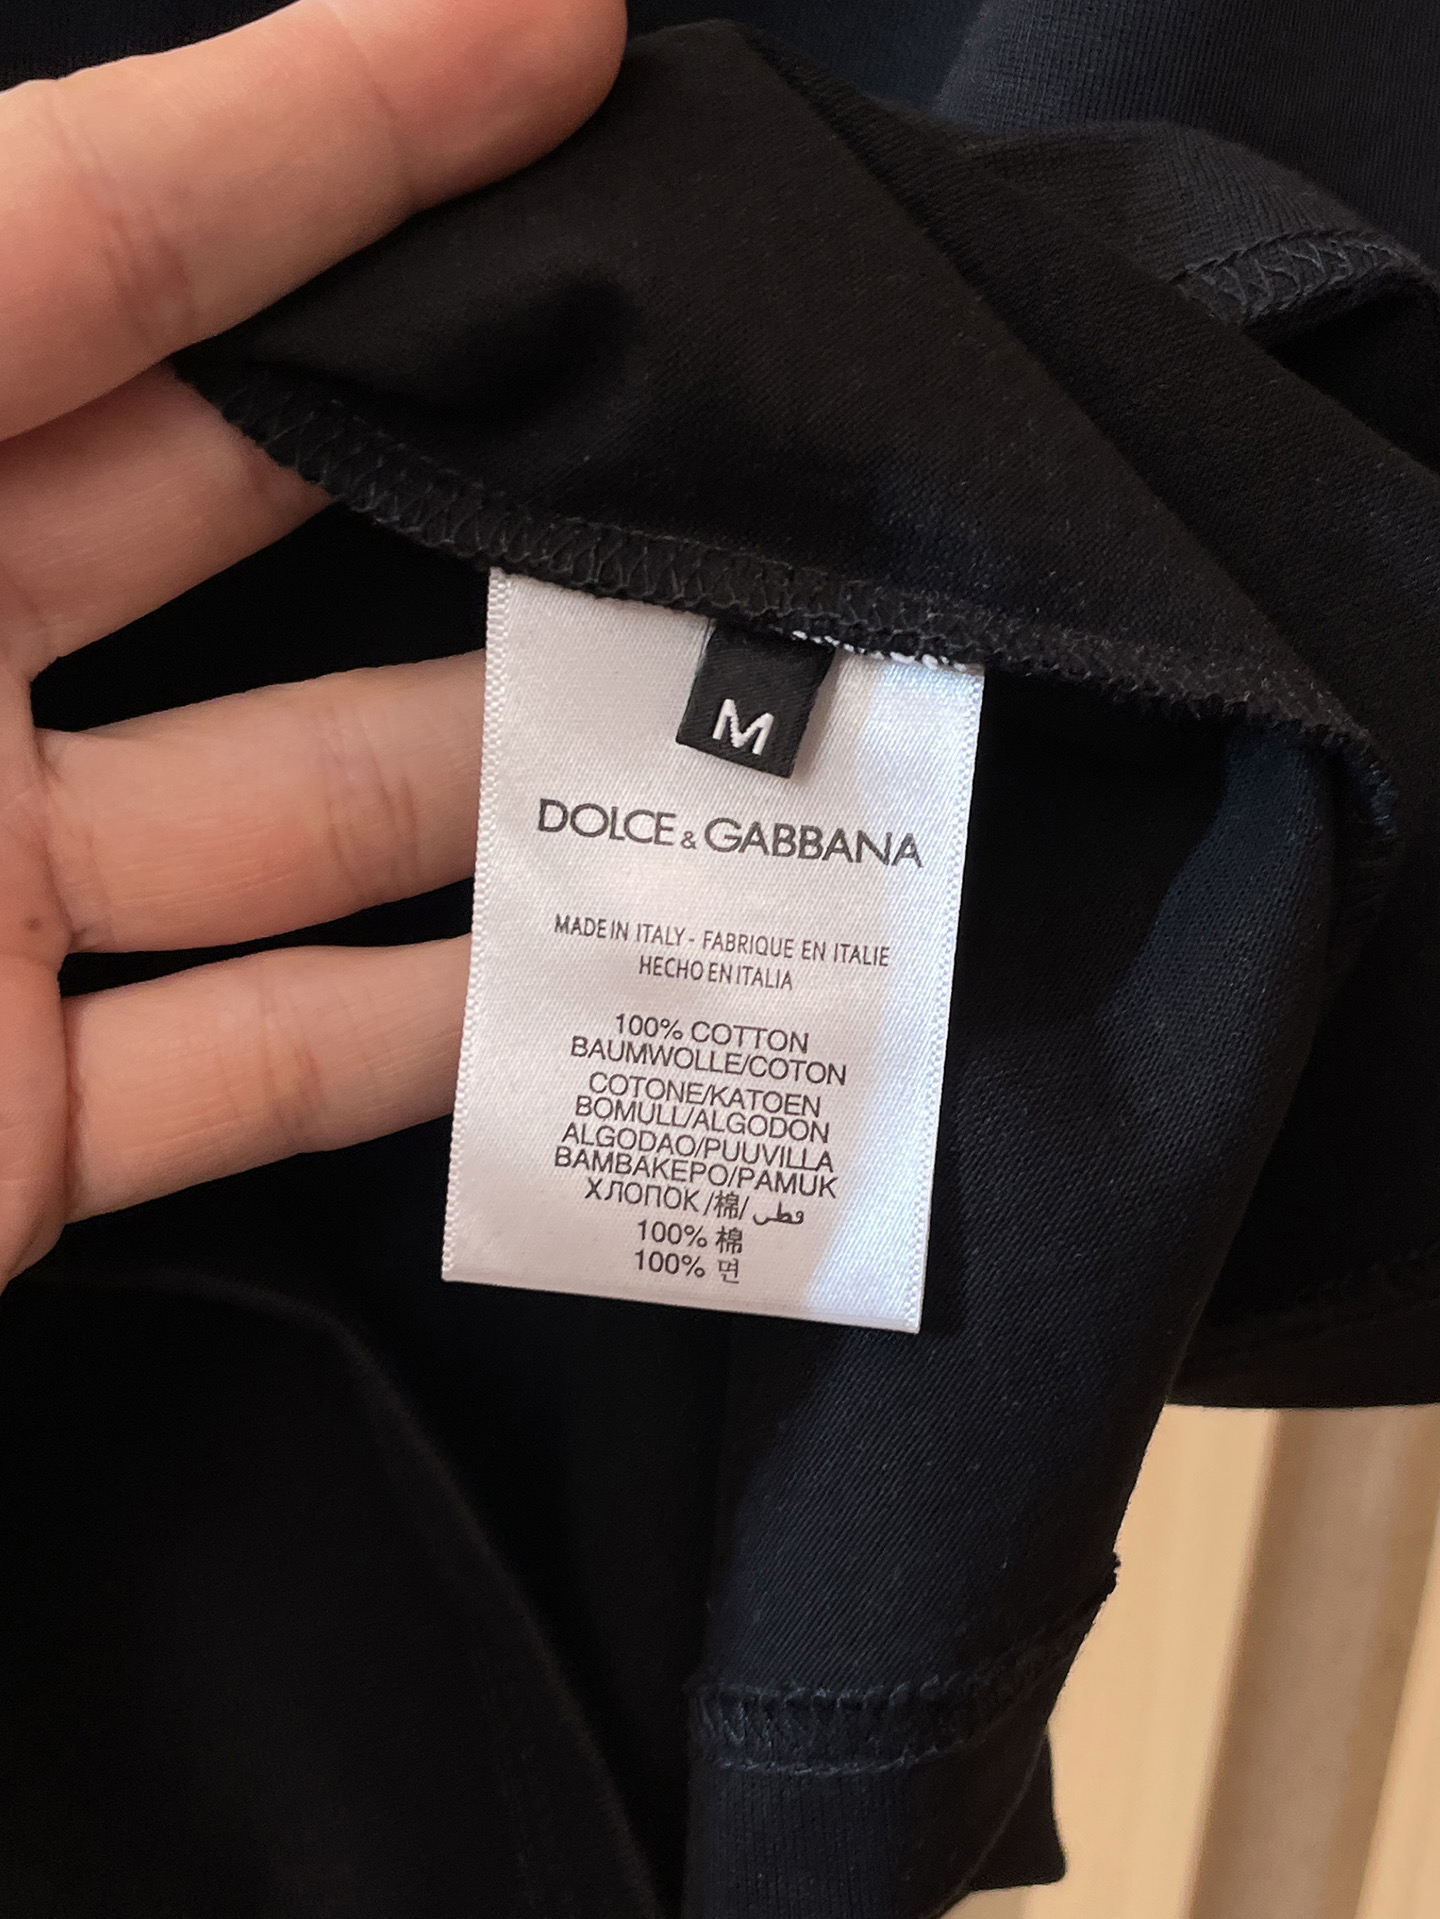 M
DOLCE & GABBANA
MADE IN ITALY - FABRIQUE EN ITALIE
HECHO EN ITALIA
100% COTTON
BAUMWOLLE/COTON
COTONE/KATOEN
BOMULL/ALGODON
ALGODAO/PUUVILLA
BAMBAKEPO/PAMUK
ХЛОПОК /棉/ قطن
100% 棉
100% 면